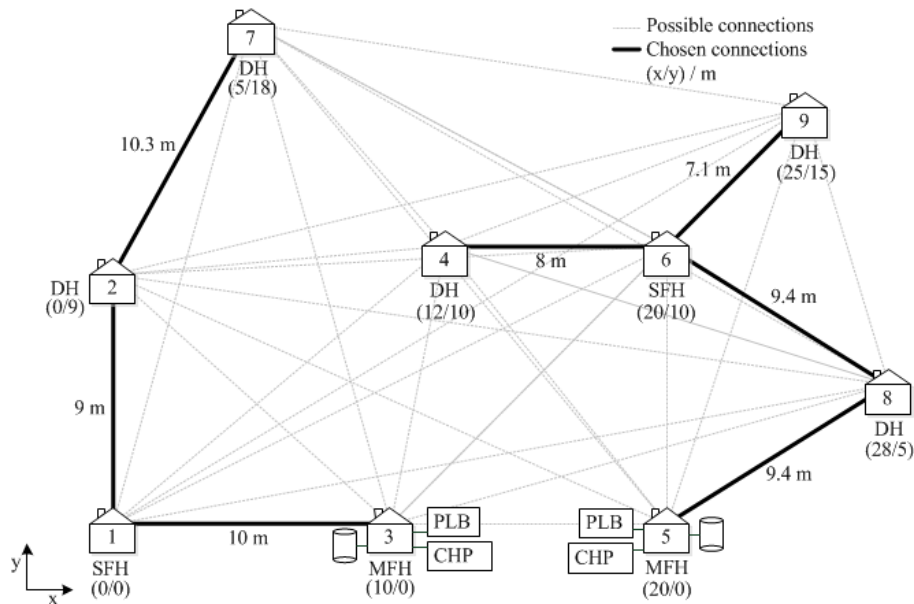 7
DH
(5/18)
Possible connections
Chosen connections
(x/y) / m
9
DH
(25/15)
10.3 m
7.1 m
2
DH
(0/9)
4
DH
(12/10)
8 m
6
SFH
(20/10)
9.4 m
9 m
8
DH
(28/5)
9.4 m
1
SFH
(0/0)
10 m
3
MFH
(10/0)
PLB
CHP
PLB
CHP
5
MFH
(20/0)
y
x